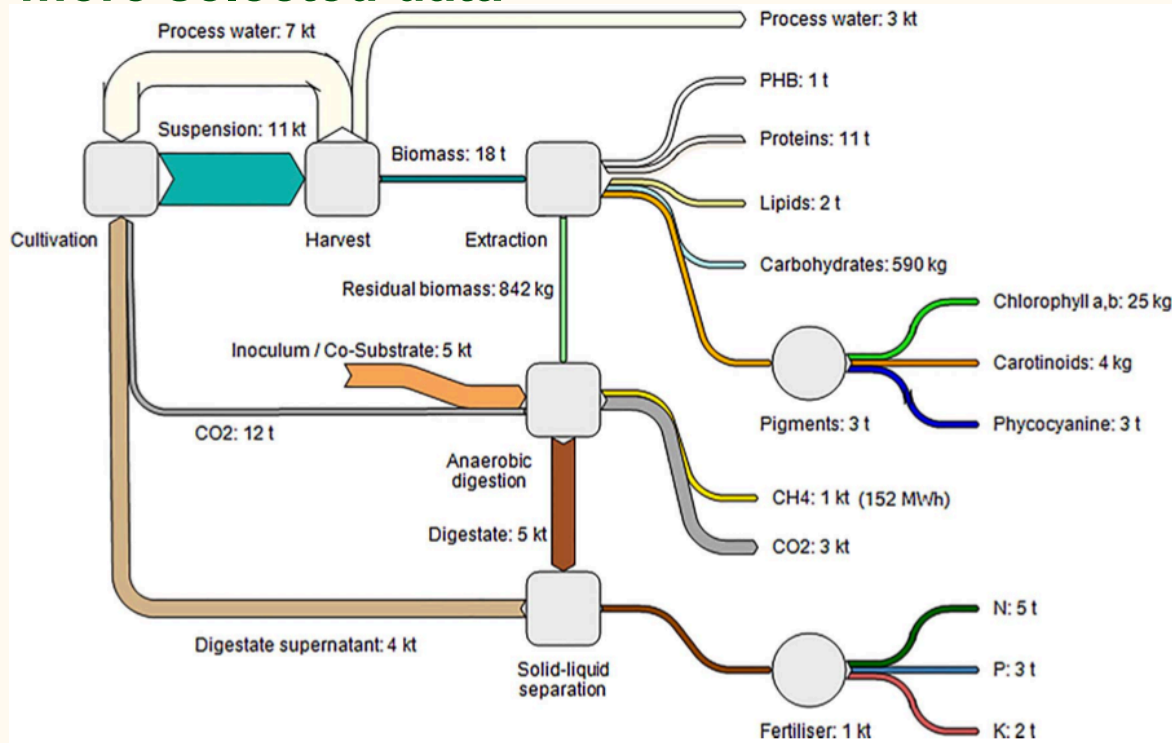 More selected data
Process water: 3 kt
Process water: 7 kt
PHB: 1 t
Suspension: 11 kt
Biomass: 18 t
Proteins: 11 t
Lipids: 2 t
Cultivation
Harvest
Extraction
Carbohydrates: 590 kg
Residual biomass: 842 kg
Chlorophyll a,b: 25 kg
Inoculum / Co-Substrate: 5 kt
Carotinoids: 4 kg
Pigments: 3 t
Phycocyanine: 3 t
CO2: 12 t
Anaerobic
digestion
CH4: 1 kt (152 MWh)
Digestate: 5 kt
CO2: 3 kt
N: 5 t
Digestate supernatant: 4 kt
Solid-liquid
separation
P: 3 t
Fertiliser: 1 kt
K: 2 t